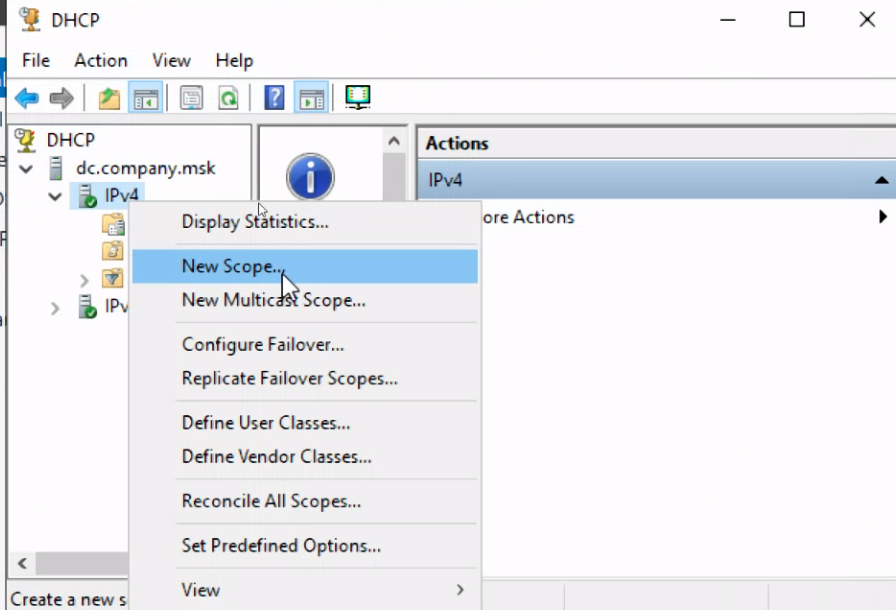 DHCP
File Action View Help
DHCP
dc.company.msk
IPv4
IPv
Actions
IPv4
ore Actions
Display Statistics...
New Scope...
New Multicast Scope...
Configure Failover...
Replicate Failover Scopes...
Define User Classes...
Define Vendor Classes...
Reconcile All Scopes...
Set Predefined Options...
View
Create a new s